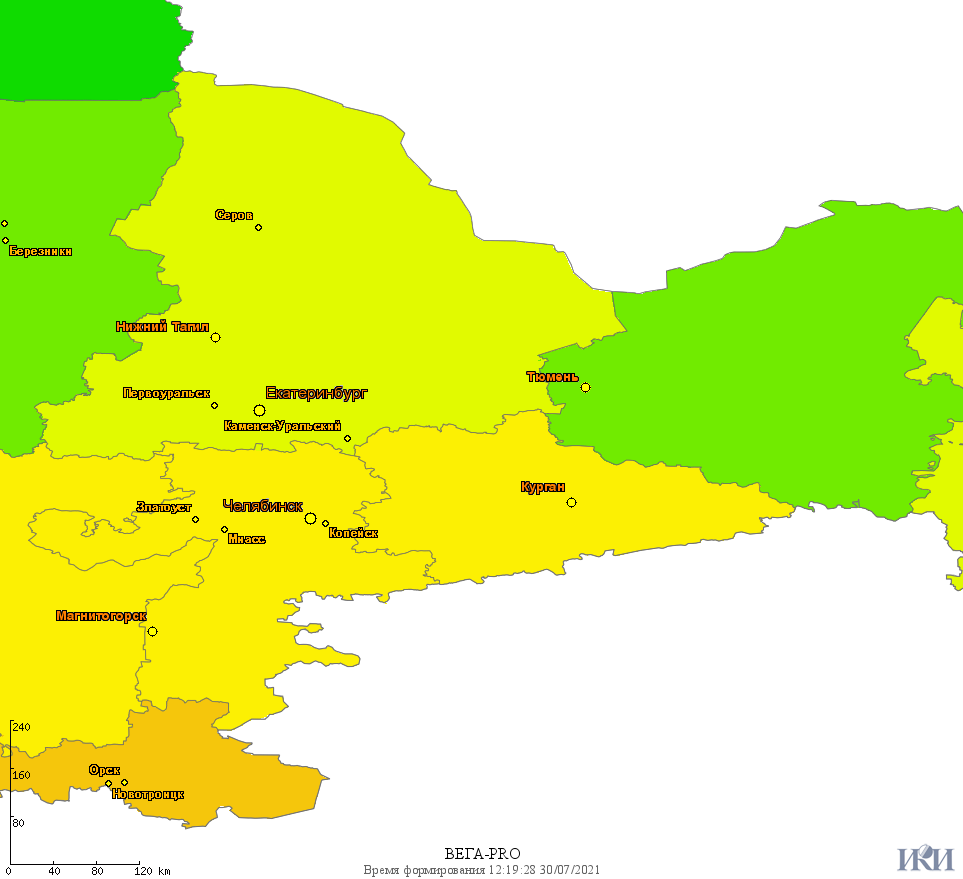 Серов
Березники
Нижний Тагил
Тюмень
Первоуральск
Екатеринбург
Каменск-Уральский
Курган
Златоуст
Челябинск
Копейск
Миасс
Магнитогорск
240
Орск
160
Новотроицк
80
ВЕГА-PRO
ИКИ
0 40 80 120 km
Время формирования 12:19:28 30/07/2021